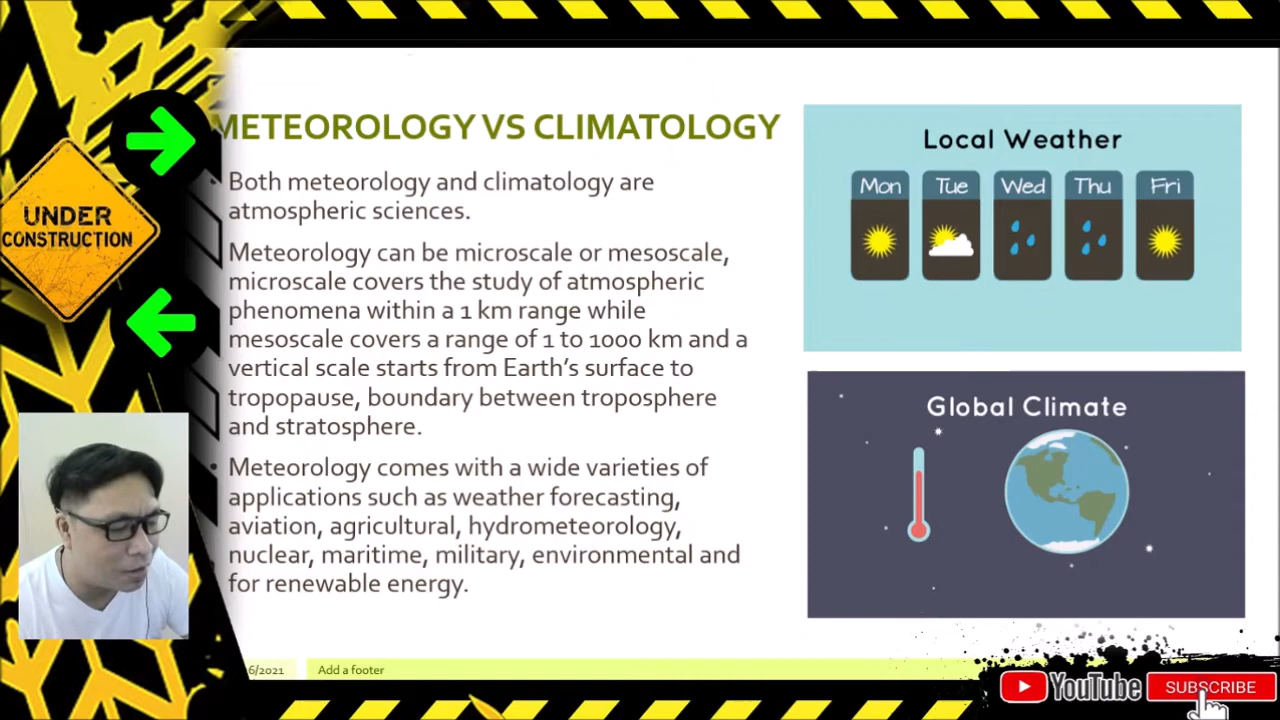 METEOROLOGY VS CLIMATOLOGY
• Both meteorology and climatology are
atmospheric sciences.
Meteorology can be microscale or mesoscale,
microscale covers the study of atmospheric
phenomena within a 1 km range while
mesoscale covers a range of 1 to 1000 km and a
vertical scale starts from Earth’s surface to
tropopause, boundary between troposphere
and stratosphere.
• Meteorology comes with a wide varieties of
applications such as weather forecasting,
aviation, agricultural, hydrometeorology,
nuclear, maritime, military, environmental and
for renewable energy.
Local Weather
Mon Tue Wed Thu Fri
Global Climate
UNDER
CONSTRUCTION
6/2021 Add a footer
YouTube SUBSCRIBE